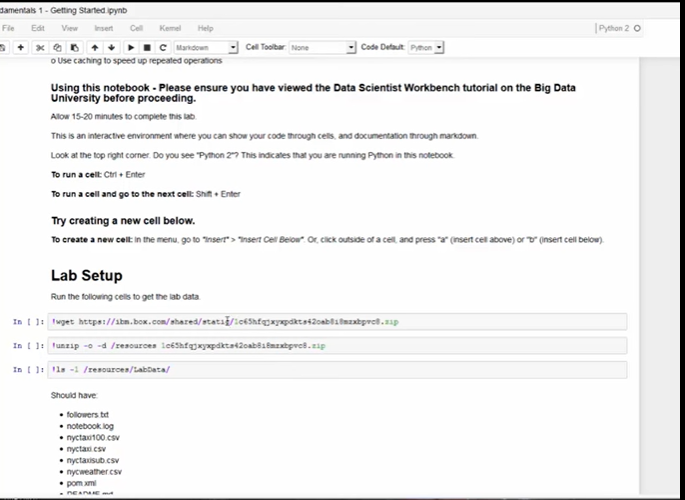 damentals 1 - Getting Started.ipynb
File Edit View Insert Cell Kernel Help
Python 2
Markdown Cell Toolbar: None Code Default: Python
o Use caching to speed up repeated operations
Using this notebook - Please ensure you have viewed the Data Scientist Workbench tutorial on the Big Data
University before proceeding.
Allow 15-20 minutes to complete this lab.
This is an interactive environment where you can show your code through cells, and documentation through markdown.
Look at the top right corner. Do you see "Python 2"? This indicates that you are running Python in this notebook.
To run a cell: Ctrl + Enter
To run a cell and go to the next cell: Shift + Enter
Try creating a new cell below.
To create a new cell: In the menu, go to "Insert" > "Insert Cell Below". Or, click outside of a cell, and press "a" (insert cell above) or "b" (insert cell below).
Lab Setup
Run the following cells to get the lab data.
In [ ]: !wget https://ibm.box.com/shared/static/1c65hfqjxyxpdkts42oab8i8mzxbpvc8.zip
In [ ]: !unzip -o -d /resources 1c65hfqjxyxpdkts42oab8i8mzxbpvc8.zip
In [ ]: !ls -l /resources/LabData/
Should have:
followers.txt
notebook.log
nyctaxi100.csv
nyctaxi.csv
nyctaxisub.csv
nycweather.csv
pom.xml
README.md